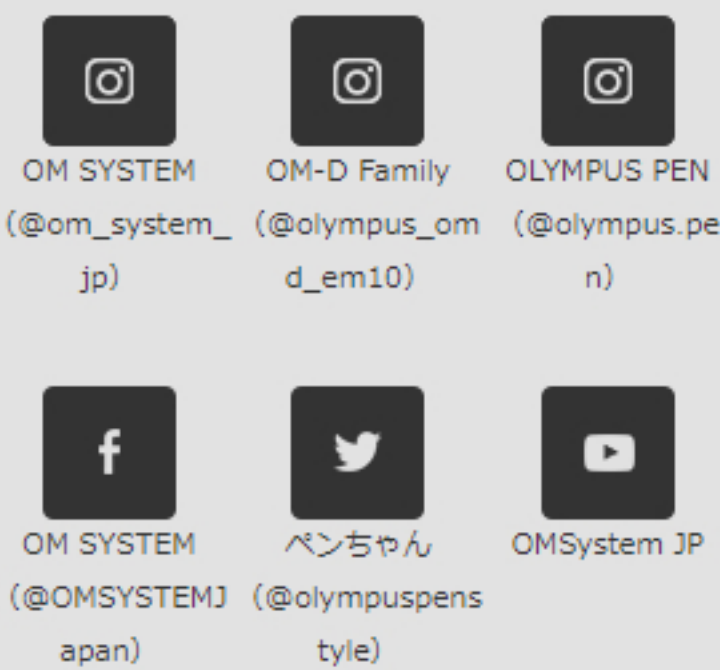 OM SYSTEM
（@om_system_
jp）
OM-D Family
（@olympus_om
d_em10）
OLYMPUS PEN
（@olympus.pe
n）
OM SYSTEM
（@OMSYSTEMJ
apan）
ペンちゃん
（@olympuspens
tyle）
OMSystem JP